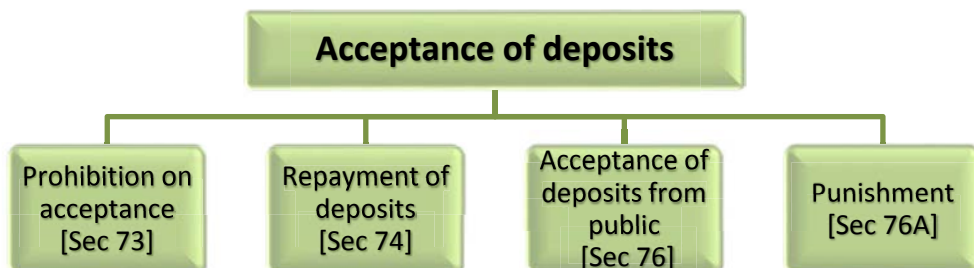 Acceptance of deposits
Prohibition on
acceptance
[Sec 73]
Repayment of
deposits
[Sec 74]
Acceptance of
deposits from
public
[Sec 76]
Punishment
[Sec 76A]